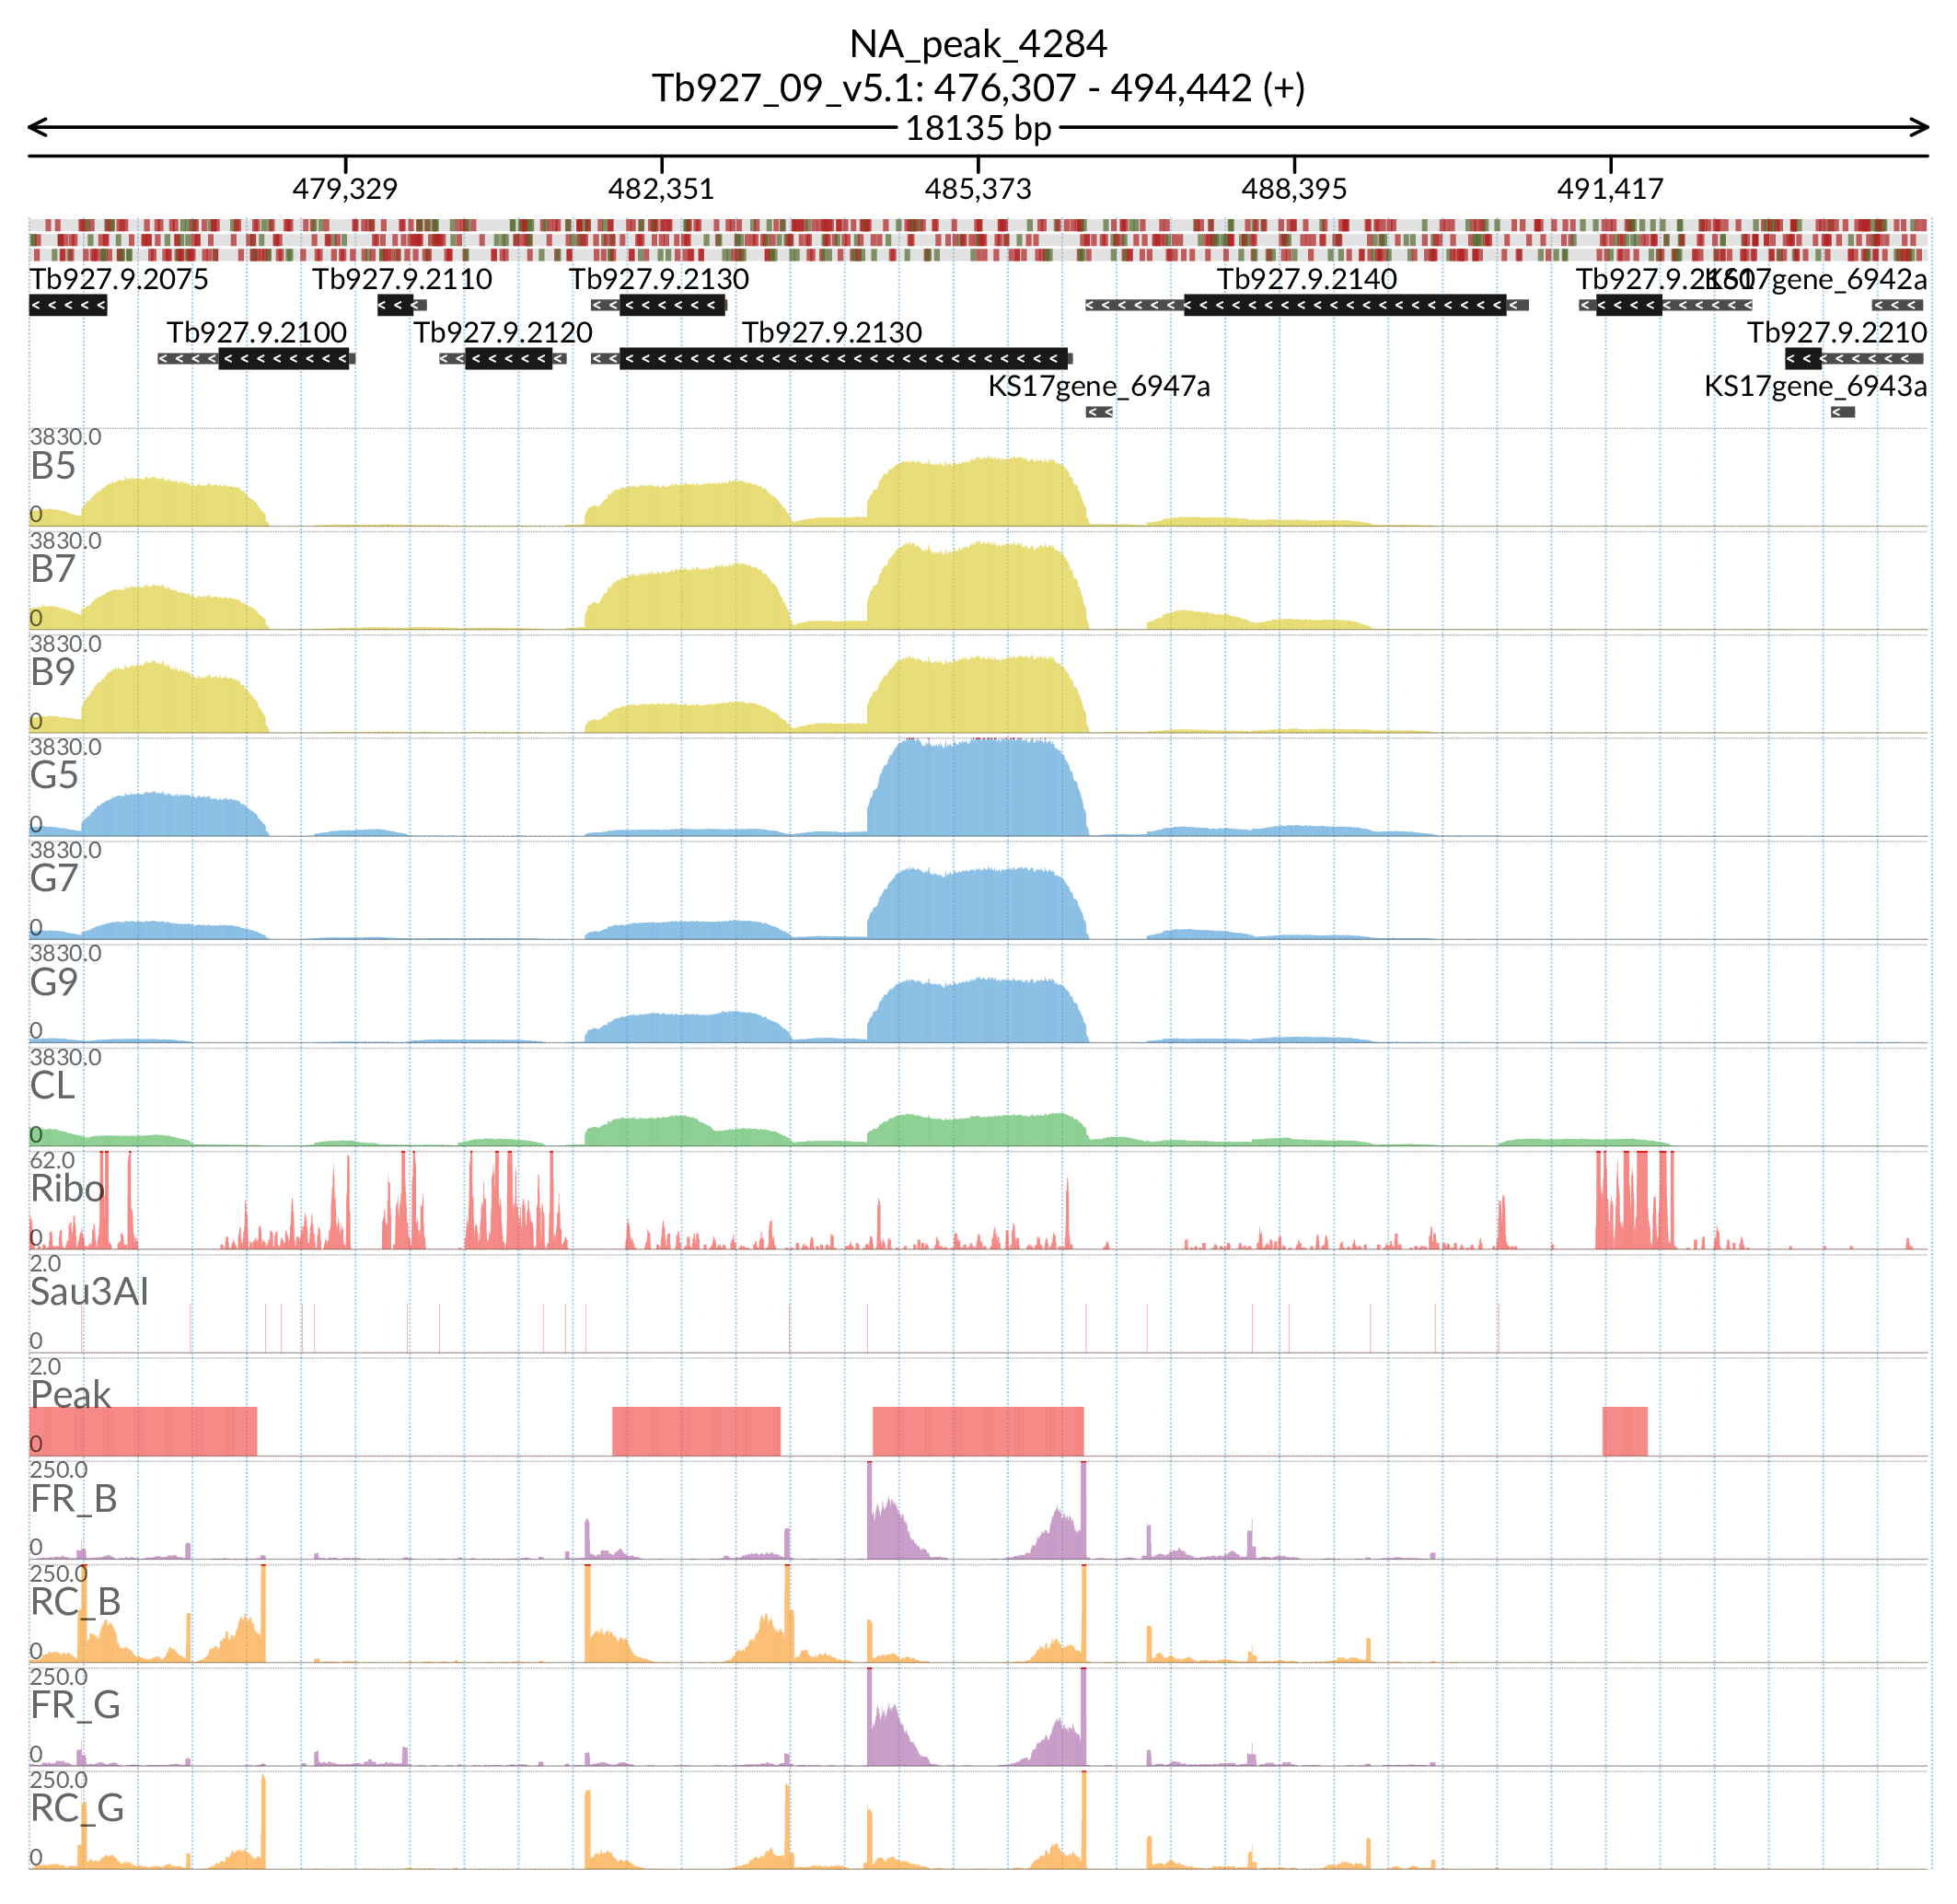 NA_peak_4284
Tb927_09_v5.1: 476,307 - 494,442 (+)
18135 bp
479,329 482,351 485,373 488,395 491,417
Tb927.9.2075 Tb927.9.2110 Tb927.9.2130 Tb927.9.2140 Tb927.9.2160 KS17gene_6942a
Tb927.9.2100 Tb927.9.2120 Tb927.9.2130 Tb927.9.2210
KS17gene_6947a KS17gene_6943a
3830.0
B5
0
3830.0
B7
0
3830.0
B9
0
3830.0
G5
0
3830.0
G7
0
3830.0
G9
0
3830.0
CL
0
62.0
Ribo
0
2.0
Sau3AI
0
2.0
Peak
0
250.0
FR_B
0
250.0
RC_B
0
250.0
FR_G
0
250.0
RC_G
0